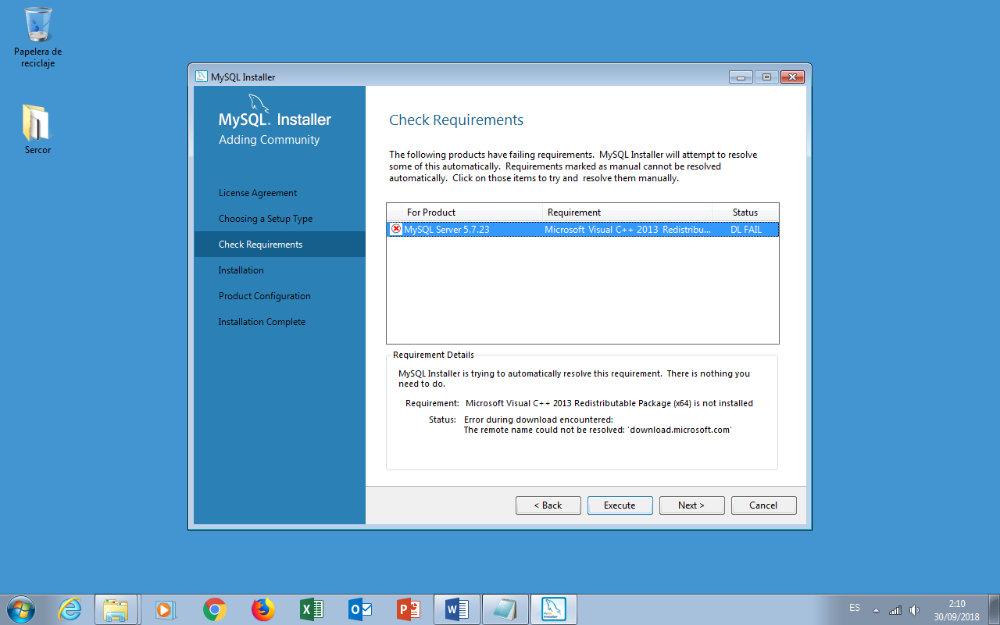 Papelera de
reciclaje
Sercor
MySQL Installer
MySQL. Installer
Adding Community
License Agreement
Choosing a Setup Type
Check Requirements
Installation
Product Configuration
Installation Complete
Check Requirements
The following products have failing requirements. MySQL Installer will attempt to resolve
some of this automatically. Requirements marked as manual cannot be resolved
automatically. Click on those items to try and resolve them manually.
For Product Requirement Status
MySQL Server 5.7.23 Microsoft Visual C++ 2013 Redistribu... DL FAIL
Requirement Details
MySQL Installer is trying to automatically resolve this requirement. There is nothing you
need to do.
Requirement: Microsoft Visual C++ 2013 Redistributable Package (x64) is not installed
Status: Error during download encountered:
The remote name could not be resolved: 'download.microsoft.com'
< Back Execute Next > Cancel
ES
2:10
30/09/2018